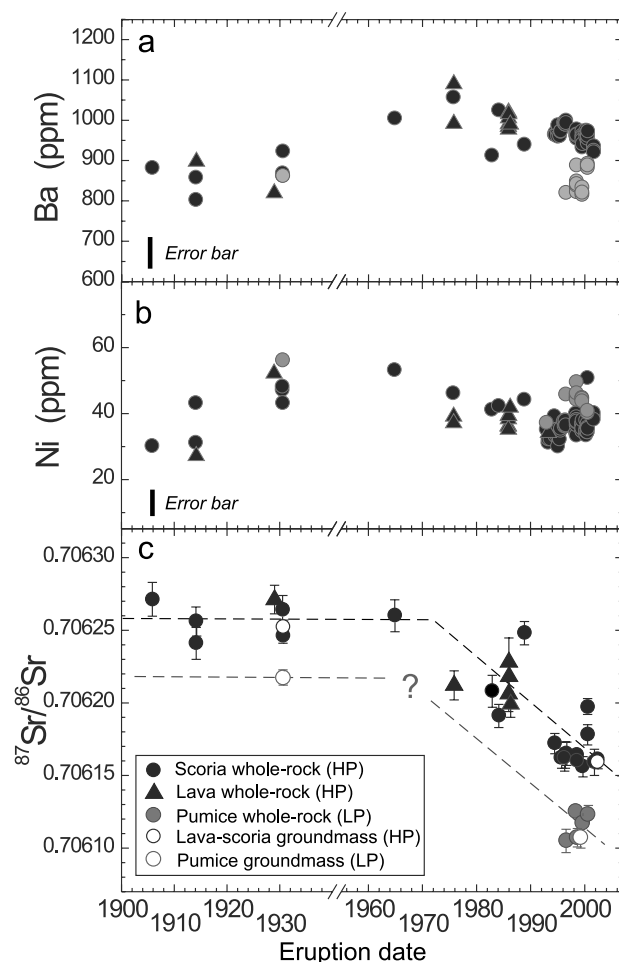 a
1200
1100
1000
900
800
700
600
Ba (ppm)
Error bar
b
60
40
20
Ni (ppm)
Error bar
c
0.70630
0.70625
0.70620
0.70615
0.70610
⁸⁷Sr/⁸⁶Sr
?
Scoria whole-rock (HP)
Lava whole-rock (HP)
Pumice whole-rock (LP)
Lava-scoria groundmass (HP)
Pumice groundmass (LP)
1900 1910 1920 1930 1960 1970 1980 1990 2000
Eruption date